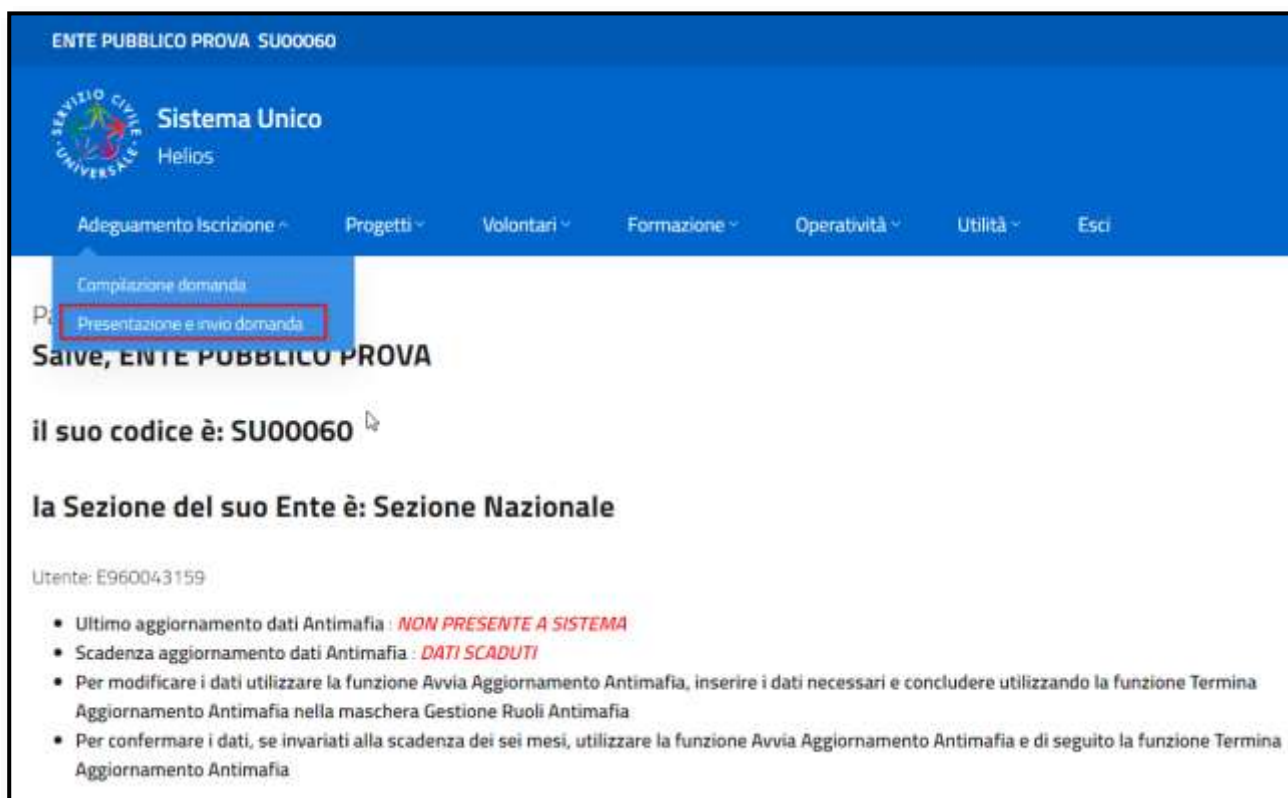 ENTE PUBBLICO PROVA SU00060
SERVIZIO CIVILE
UNIVERSALE
Sistema Unico
Helios
Adeguamento Iscrizione Progetti Volontari Formazione Operatività Utilità Esci
Compilazione domanda
Presentazione e invio domanda
Salve, ENTE PUBBLICO PROVA
il suo codice è: SU00060
la Sezione del suo Ente è: Sezione Nazionale
Utente: E960043159
• Ultimo aggiornamento dati Antimafia : NON PRESENTE A SISTEMA
• Scadenza aggiornamento dati Antimafia : DATI SCADUTI
• Per modificare i dati utilizzare la funzione Avvia Aggiornamento Antimafia, inserire i dati necessari e concludere utilizzando la funzione Termina
Aggiornamento Antimafia nella maschera Gestione Ruoli Antimafia
• Per confermare i dati, se invariati alla scadenza dei sei mesi, utilizzare la funzione Avvia Aggiornamento Antimafia e di seguito la funzione Termina
Aggiornamento Antimafia